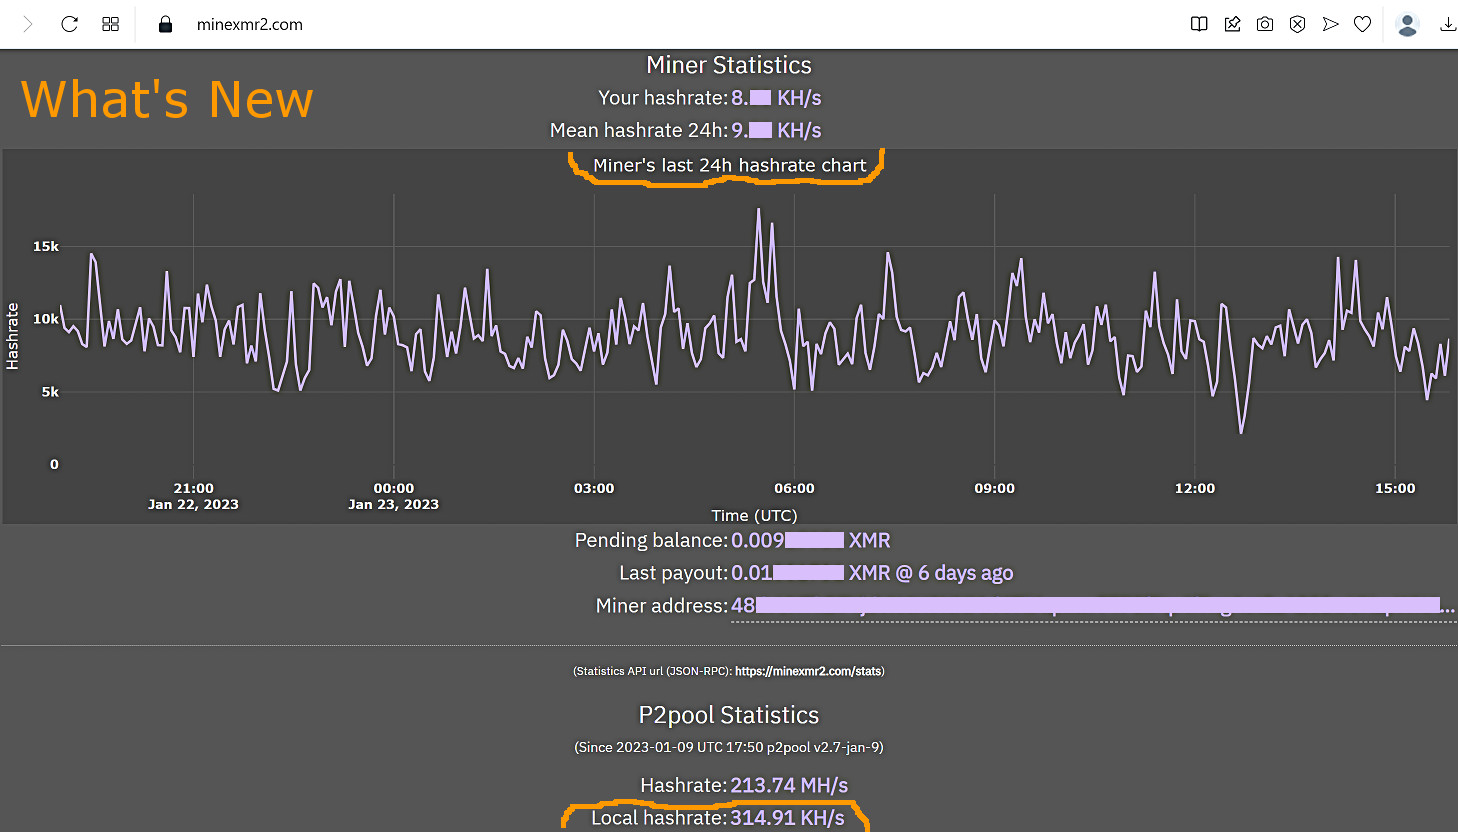 minexmr2.com
What's New
Miner Statistics
Your hashrate: 8. KH/s
Mean hashrate 24h: 9. KH/s
Miner's last 24h hashrate chart
Hashrate
15k
10k
5k
0
21:00 00:00 03:00 06:00 09:00 12:00 15:00
Jan 22, 2023 Jan 23, 2023
Time (UTC)
Pending balance: 0.009 XMR
Last payout: 0.01 XMR @ 6 days ago
Miner address: 48 ...
(Statistics API url (JSON-RPC): https://minexmr2.com/stats)
P2pool Statistics
(Since 2023-01-09 UTC 17:50 p2pool v2.7-jan-9)
Hashrate: 213.74 MH/s
Local hashrate: 314.91 KH/s